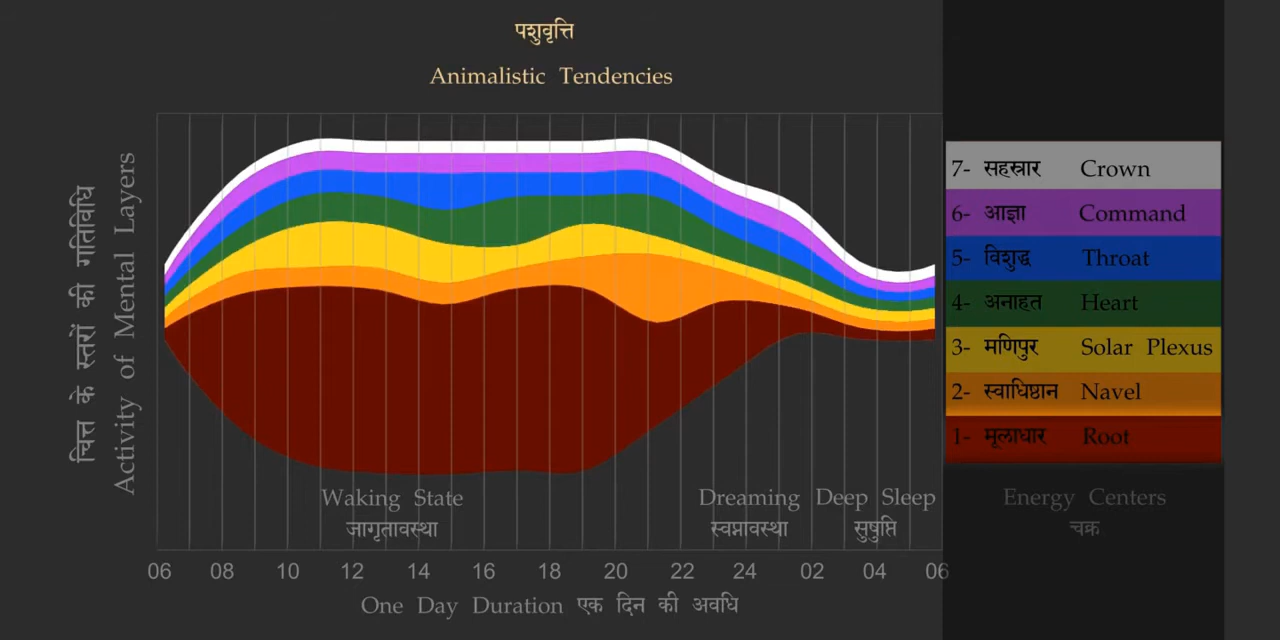 पशुवृत्ति
Animalistic Tendencies
चित्त के स्तरों की गतिविधि
Activity of Mental Layers
7- सहस्रार Crown
6- आज्ञा Command
5- विशुद्ध Throat
4- अनाहत Heart
3- मणिपुर Solar Plexus
2- स्वाधिष्ठान Navel
1- मूलाधार Root
Waking State Dreaming Deep Sleep Energy Centers
जागृतावस्था स्वप्नावस्था सुषुप्ति चक्र
06 08 10 12 14 16 18 20 22 24 02 04 06
One Day Duration एक दिन की अवधि